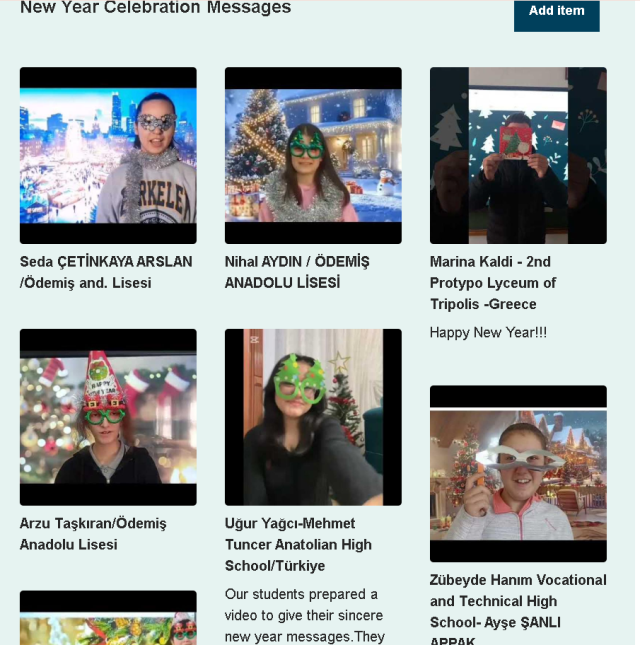 New Year Celebration Messages
Add item
Seda ÇETİNKAYA ARSLAN
/Ödemiş and. Lisesi
Nihal AYDIN / ÖDEMİŞ
ANADOLU LİSESİ
Marina Kaldi - 2nd
Protypo Lyceum of
Tripolis -Greece
Happy New Year!!!
Arzu Taşkıran/Ödemiş
Anadolu Lisesi
Uğur Yağcı-Mehmet
Tuncer Anatolian High
School/Türkiye
Our students prepared a
video to give their sincere
new year messages.They
Zübeyde Hanım Vocational
and Technical High
School- Ayşe ŞANLI
APPAK